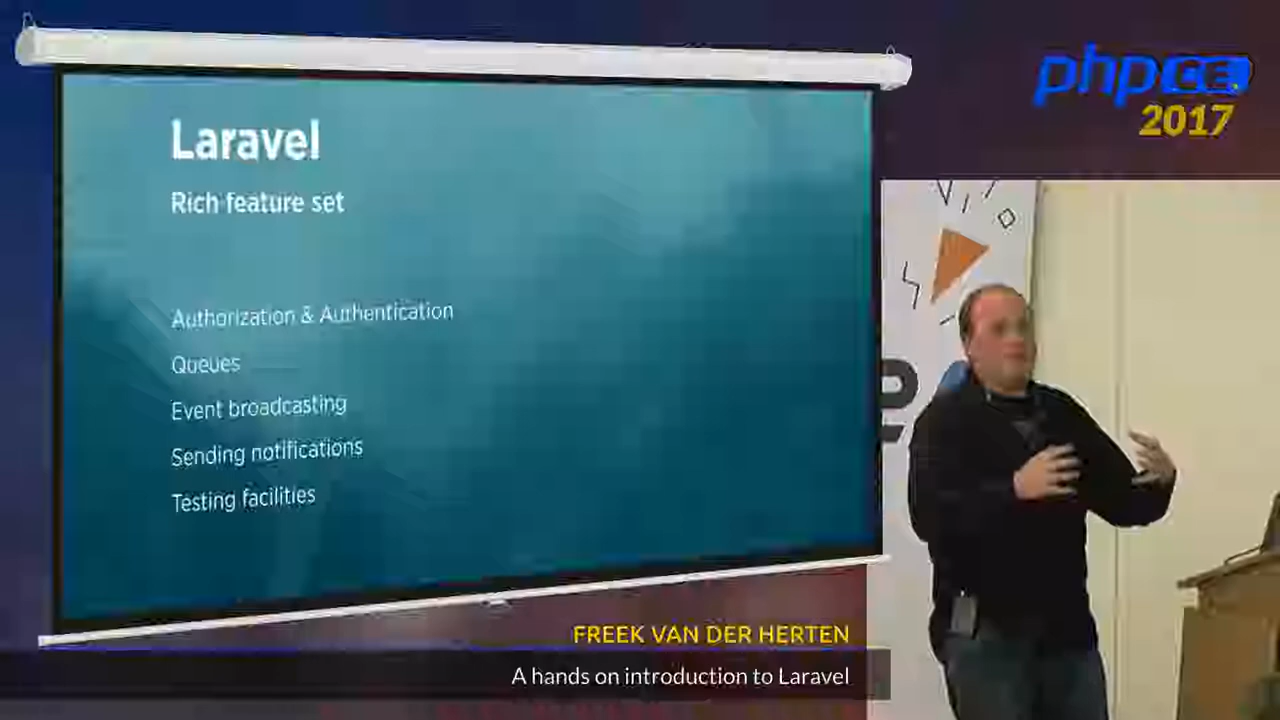 Laravel
Rich feature set
Authorization & Authentication
Queues
Event broadcasting
Sending notifications
Testing facilities
phpCE
2017
FREEK VAN DER HERTEN
A hands on introduction to Laravel